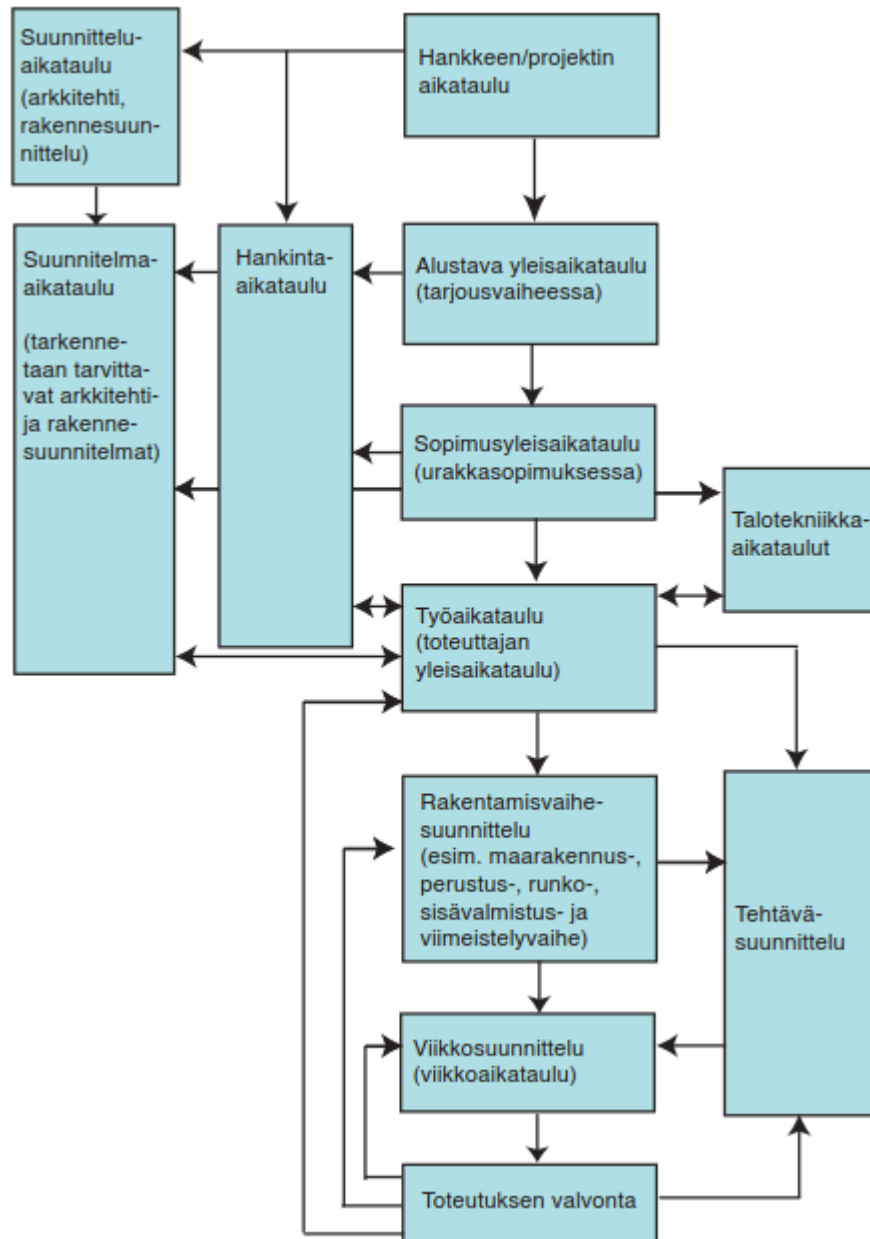 Suunnittelu-
aikataulu
(arkkitehti,
rakennesuun-
nittelu)
Hankkeen/projektin
aikataulu
Suunnitelma-
aikataulu
(tarkenne-
taan tarvitta-
vat arkkitehti-
ja rakenne-
suunnitelmat)
Hankinta-
aikataulu
Alustava yleisaikataulu
(tarjousvaiheessa)
Sopimusyleisaikataulu
(urakkasopimuksessa)
Talotekniikka-
aikataulut
Työaikataulu
(toteuttajan
yleisaikataulu)
Rakentamisvaihe-
suunnittelu
(esim. maarakennus-,
perustus-, runko-,
sisävalmistus- ja
viimeistelyvaihe)
Tehtävä-
suunnittelu
Viikkosuunnittelu
(viikkoaikataulu)
Toteutuksen valvonta